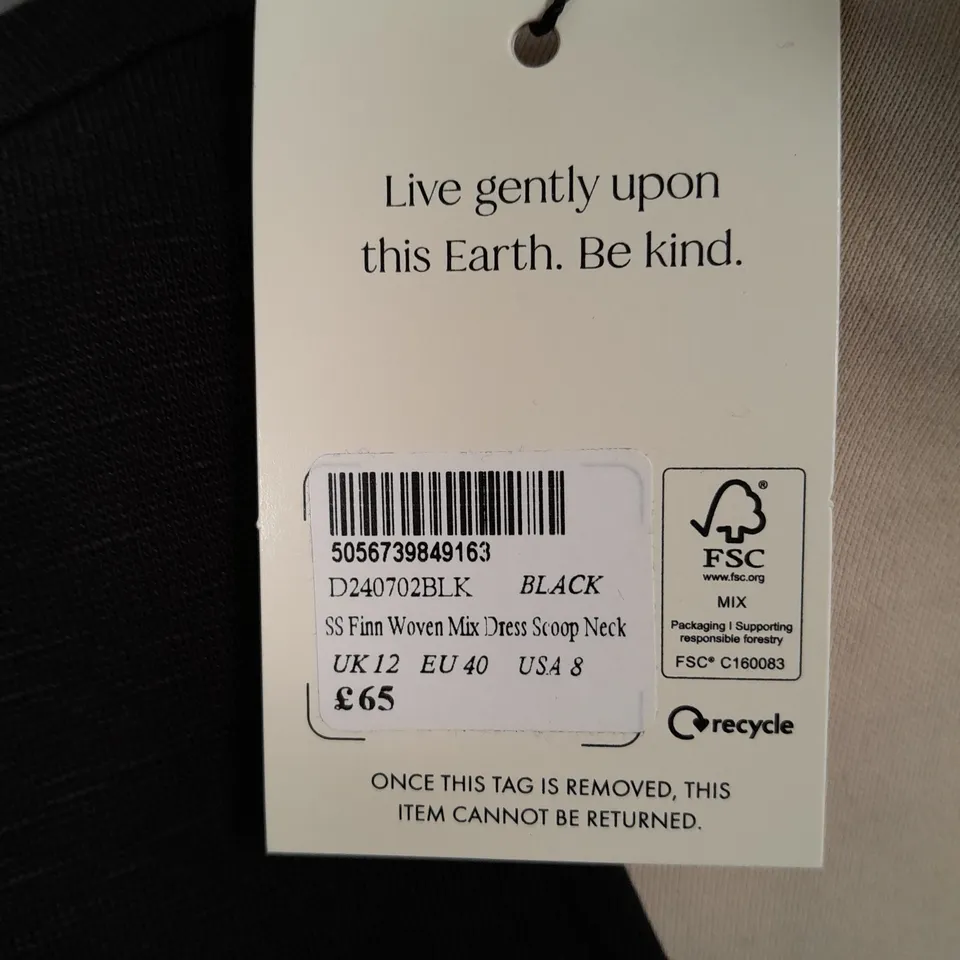 Live gently upon
this Earth. Be kind.
5056739849163
D240702BLK BLACK
SS Finn Woven Mix Dress Scoop Neck
UK 12 EU 40 USA 8
£65
®
FSC
www.fsc.org
MIX
Packaging | Supporting
responsible forestry
FSC® C160083
recycle
ONCE THIS TAG IS REMOVED, THIS
ITEM CANNOT BE RETURNED.